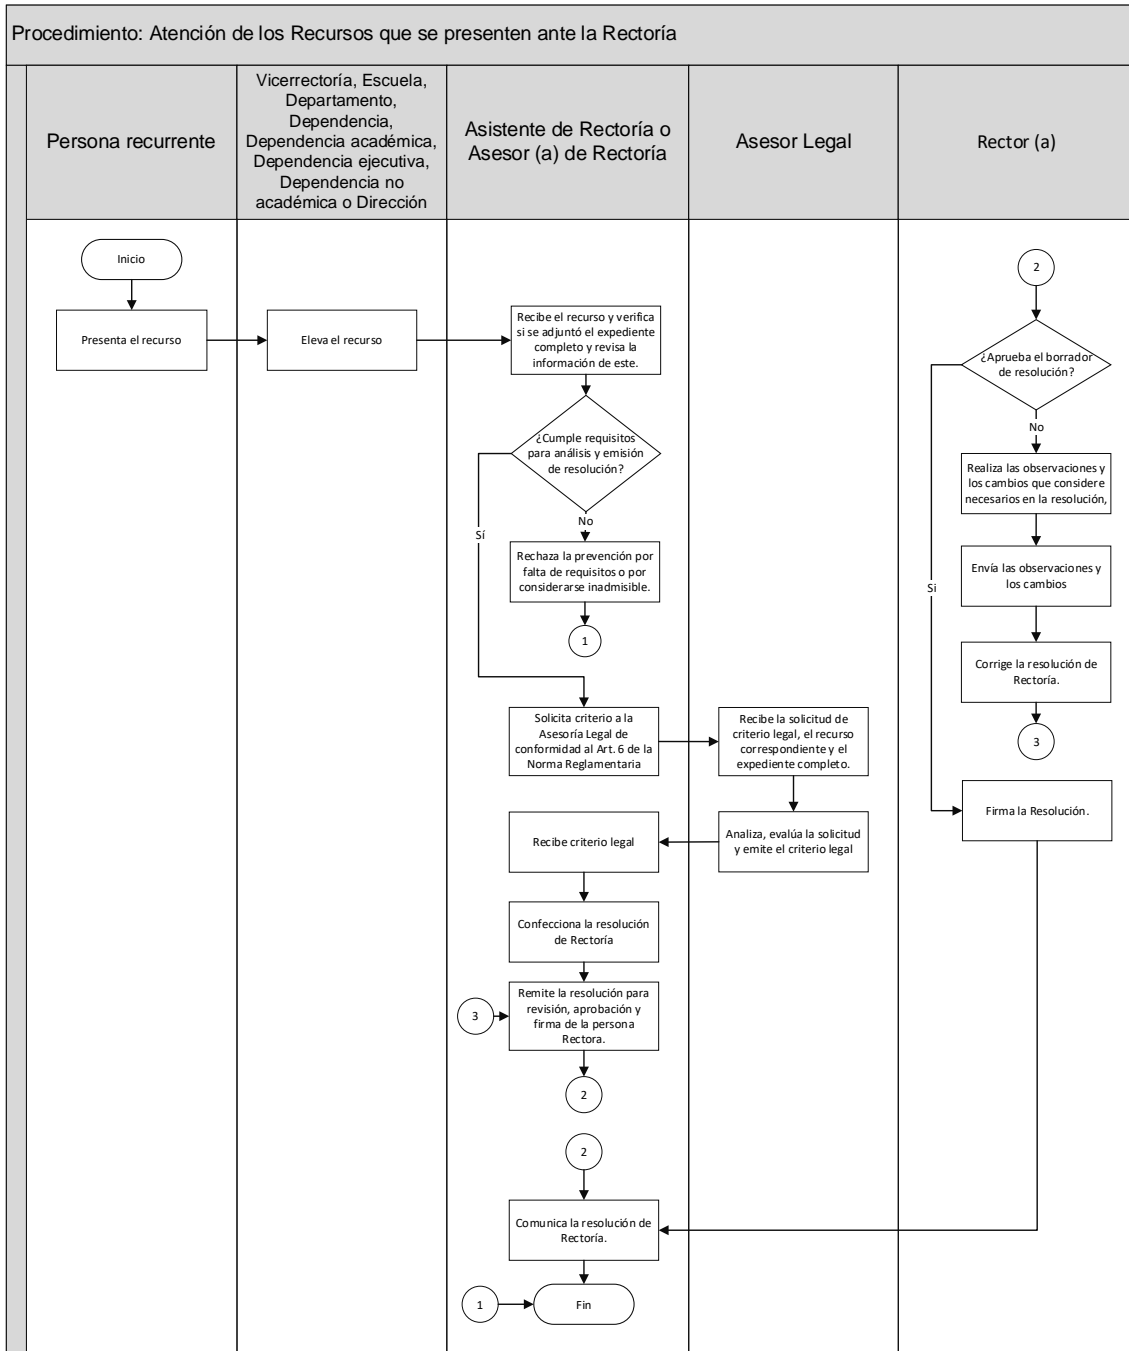 Procedimiento: Atención de los Recursos que se presenten ante la Rectoría
Persona recurrente
Vicerrectoría, Escuela,
Departamento,
Dependencia,
Dependencia académica,
Dependencia ejecutiva,
Dependencia no
académica o Dirección
Asistente de Rectoría o
Asesor (a) de Rectoría
Asesor Legal
Rector (a)
Inicio
Presenta el recurso
Eleva el recurso
Recibe el recurso y verifica
si se adjuntó el expediente
completo y revisa la
información de este.
¿Cumple requisitos
para análisis y emisión
de resolución?
No
Sí
Rechaza la prevención por
falta de requisitos o por
considerarse inadmisible.
1
Solicita criterio a la
Asesoría Legal de
conformidad al Art. 6 de la
Norma Reglamentaria
Recibe la solicitud de
criterio legal, el recurso
correspondiente y el
expediente completo.
Analiza, evalúa la solicitud
y emite el criterio legal
Recibe criterio legal
Confecciona la resolución
de Rectoría
3
Remite la resolución para
revisión, aprobación y
firma de la persona
Rectora.
2
2
¿Aprueba el borrador
de resolución?
No
Si
Realiza las observaciones y
los cambios que considere
necesarios en la resolución,
Envía las observaciones y
los cambios
Corrige la resolución de
Rectoría.
3
Firma la Resolución.
2
Comunica la resolución de
Rectoría.
1
Fin